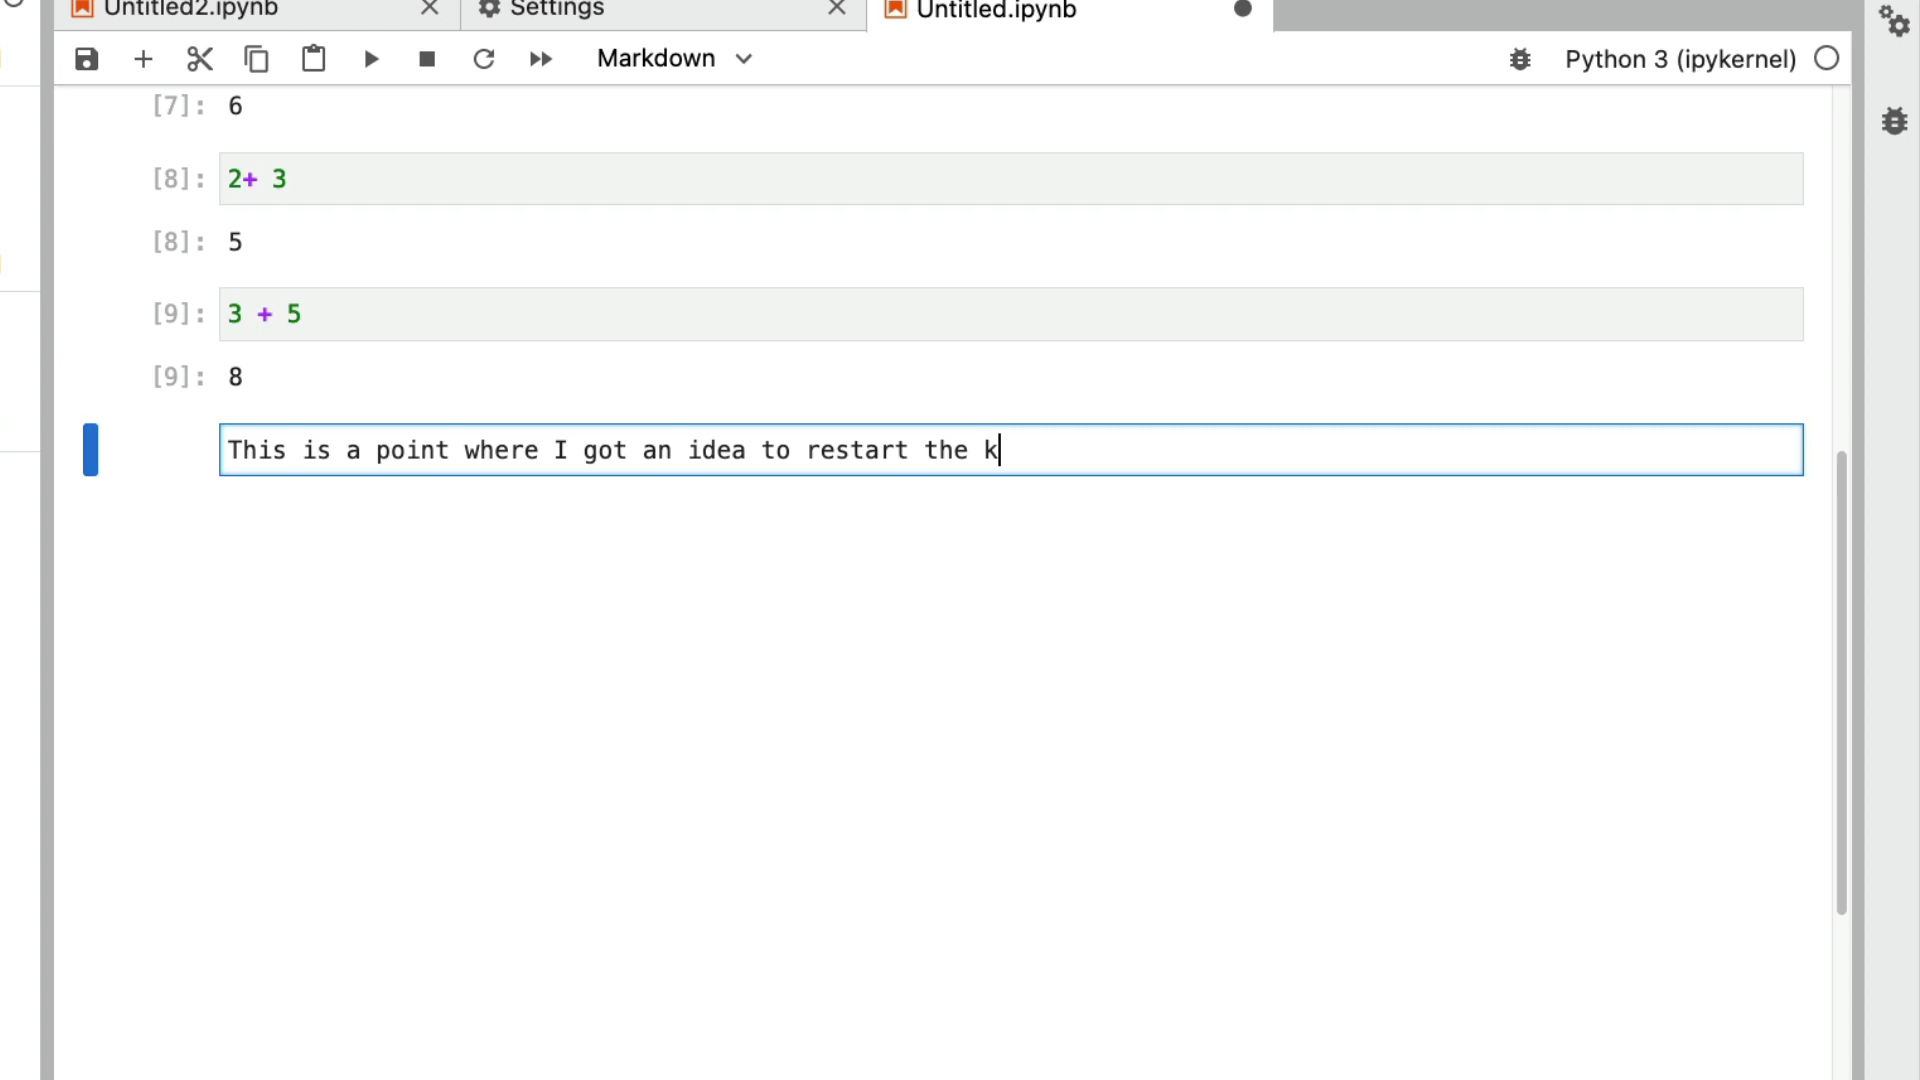 Untitled2.ipynb
Settings
Untitled.ipynb
Markdown
Python 3 (ipykernel)
[7]: 6
[8]: 2+ 3
[8]: 5
[9]: 3 + 5
[9]: 8
This is a point where I got an idea to restart the k